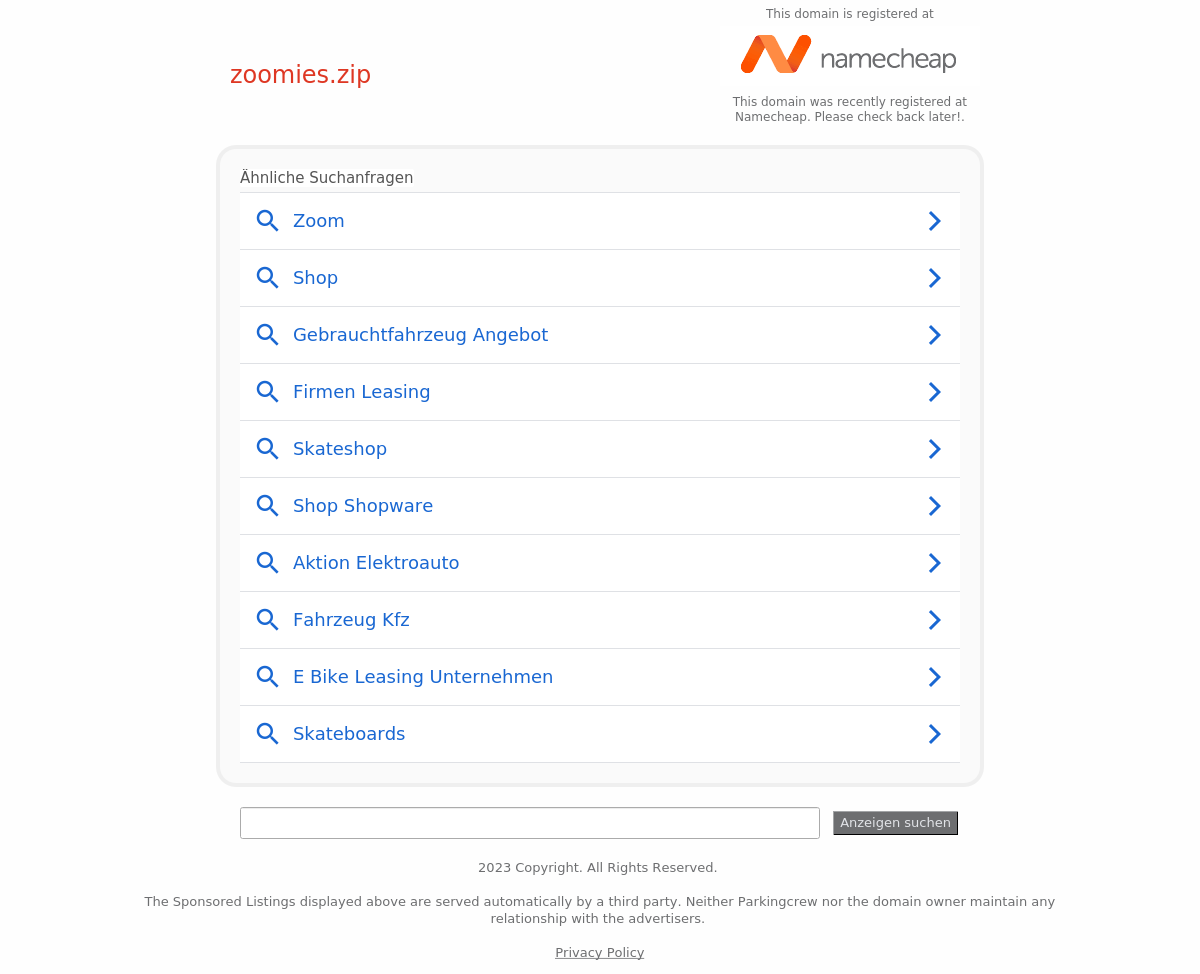 This domain is registered at
namecheap
zoomies.zip
This domain was recently registered at
Namecheap. Please check back later!.
Ähnliche Suchanfragen
Zoom
Shop
Gebrauchtfahrzeug Angebot
Firmen Leasing
Skateshop
Shop Shopware
Aktion Elektroauto
Fahrzeug Kfz
E Bike Leasing Unternehmen
Skateboards
Anzeigen suchen
2023 Copyright. All Rights Reserved.
The Sponsored Listings displayed above are served automatically by a third party. Neither Parkingcrew nor the domain owner maintain any
relationship with the advertisers.
Privacy Policy